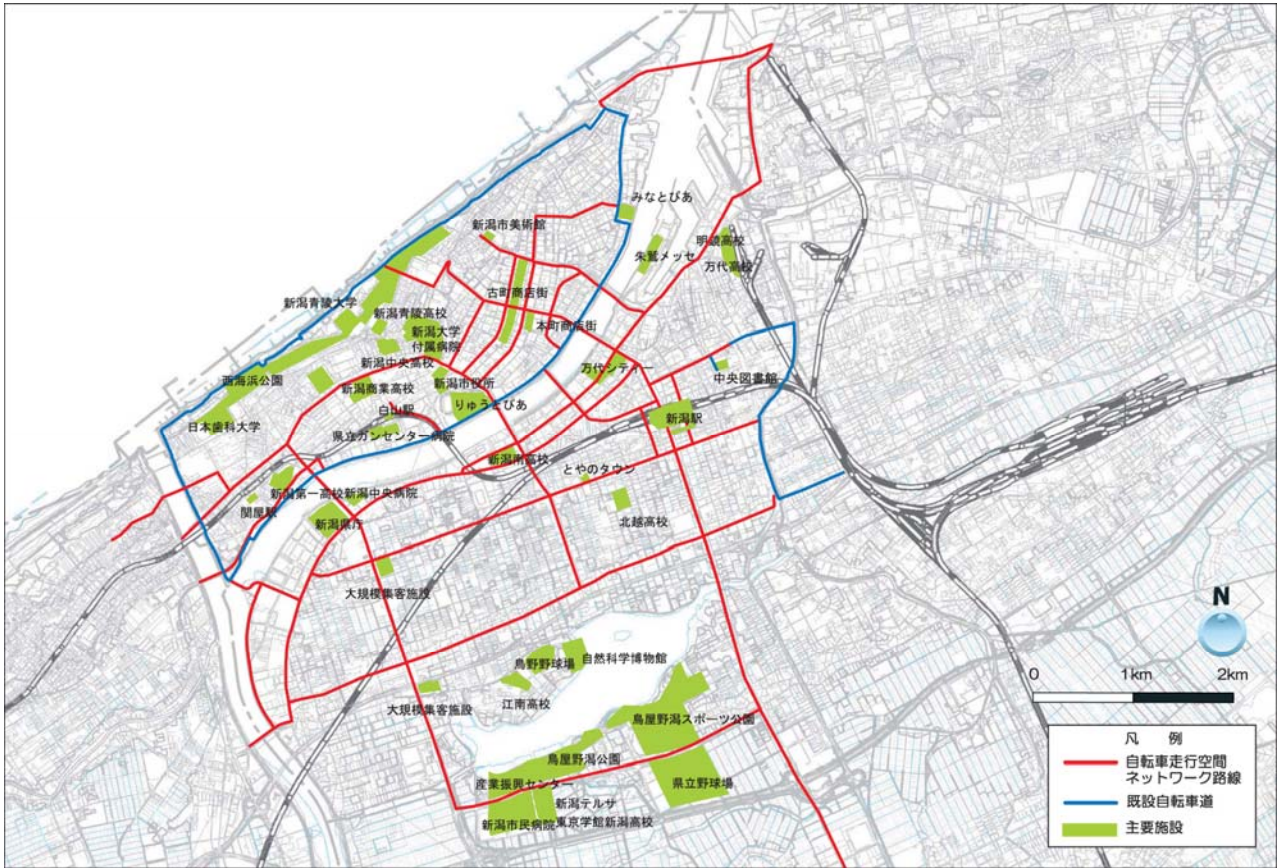 みなとぴあ
新潟市美術館
明鏡高校
朱鷺メッセ
万代高校
古町商店街
新潟青陵大学
新潟青陵高校
本町商店街
新潟大学
付属病院
新潟中央高校
万代シティー
中央図書館
西海浜公園
新潟市役所
新潟商業高校
りゅうとぴあ
白山駅
新潟駅
日本歯科大学
県立ガンセンター病院
新潟南高校
とやのタウン
新潟第一高校
新潟中央病院
関屋駅
新潟県庁
北越高校
大規模集客施設
鳥野野球場
自然科学博物館
江南高校
大規模集客施設
鳥屋野潟スポーツ公園
鳥屋野潟公園
産業振興センター
県立野球場
新潟テルサ
新潟市民病院
東京学館新潟高校
N
0
1km
2km
凡 例
自転車走行空間
ネットワーク路線
既設自転車道
主要施設